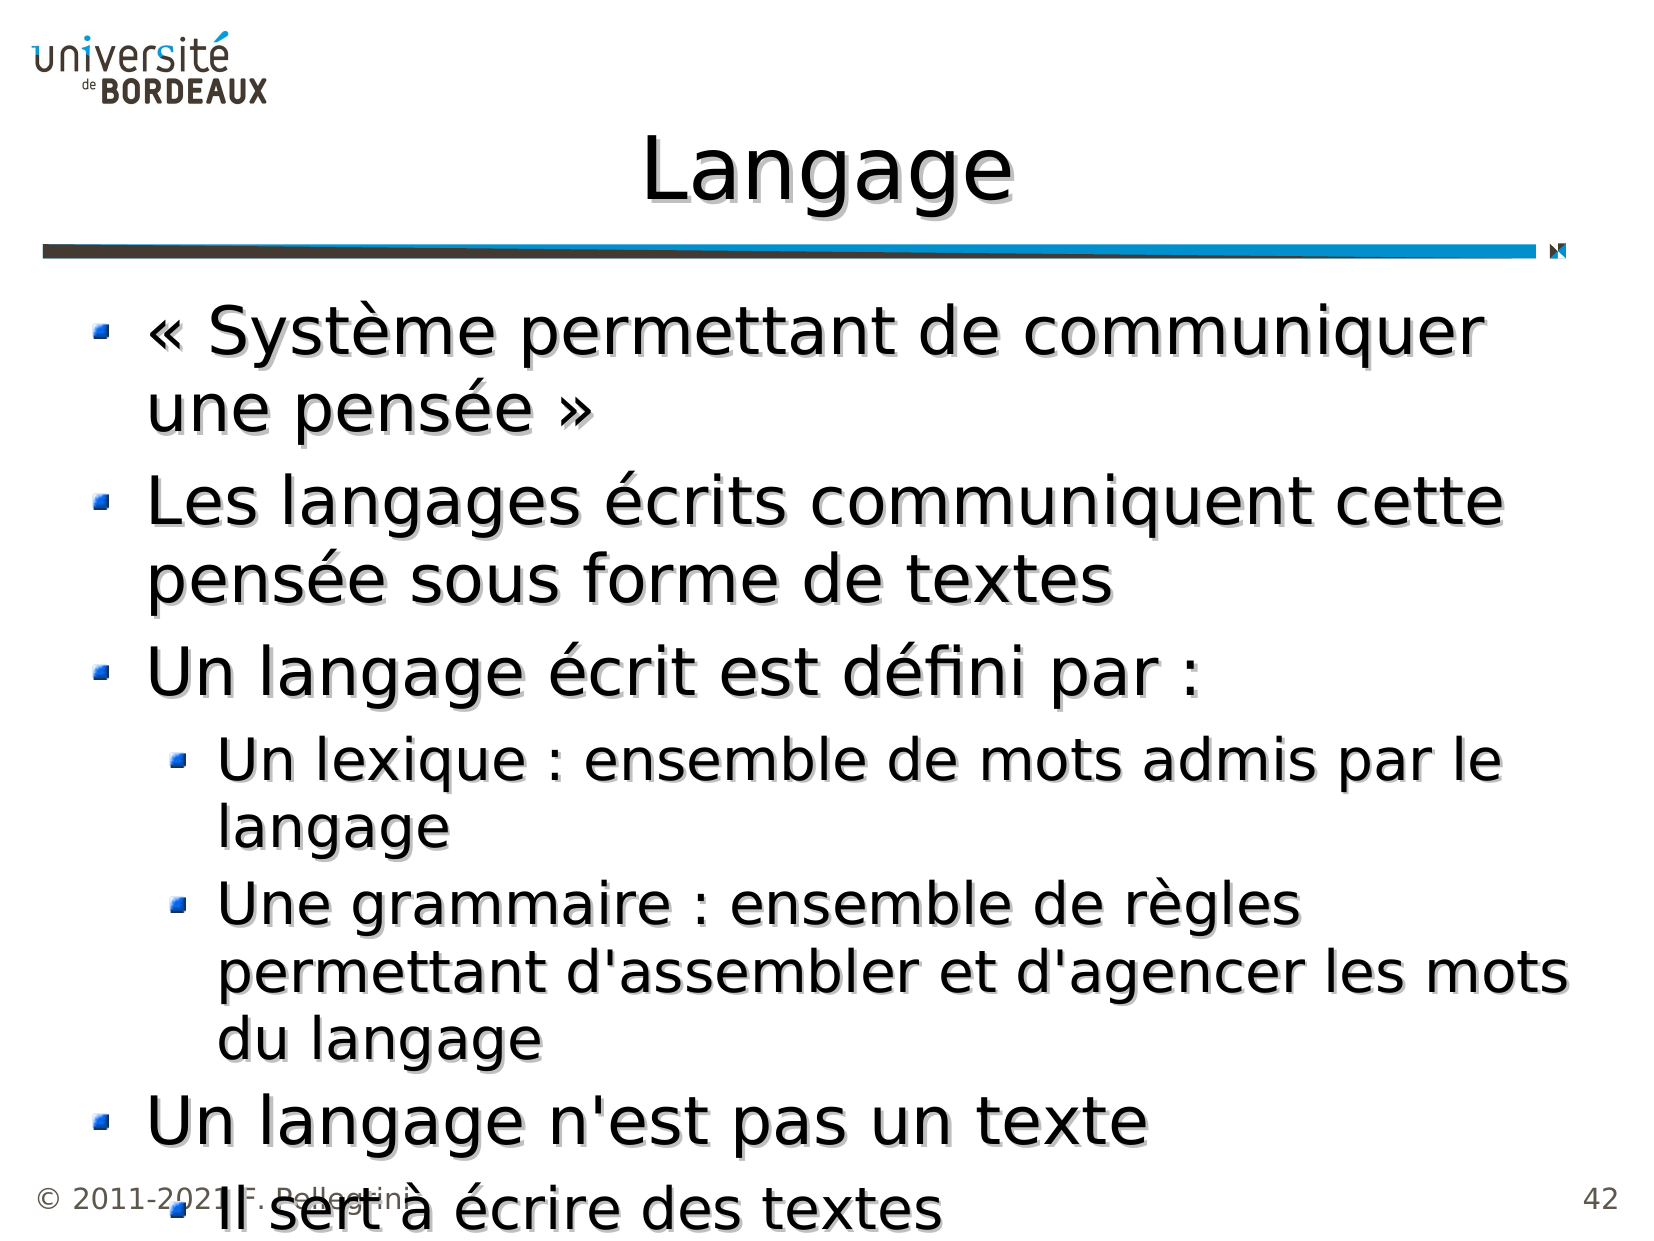 université
de BORDEAUX
Langage
« Système permettant de communiquer
une pensée »
Les langages écrits communiquent cette
pensée sous forme de textes
Un langage écrit est défini par :
Un lexique : ensemble de mots admis par le
langage
Une grammaire : ensemble de règles
permettant d'assembler et d'agencer les mots
du langage
Un langage n'est pas un texte
Il sert à écrire des textes
© 2011-2021 F. Pellegrini
42